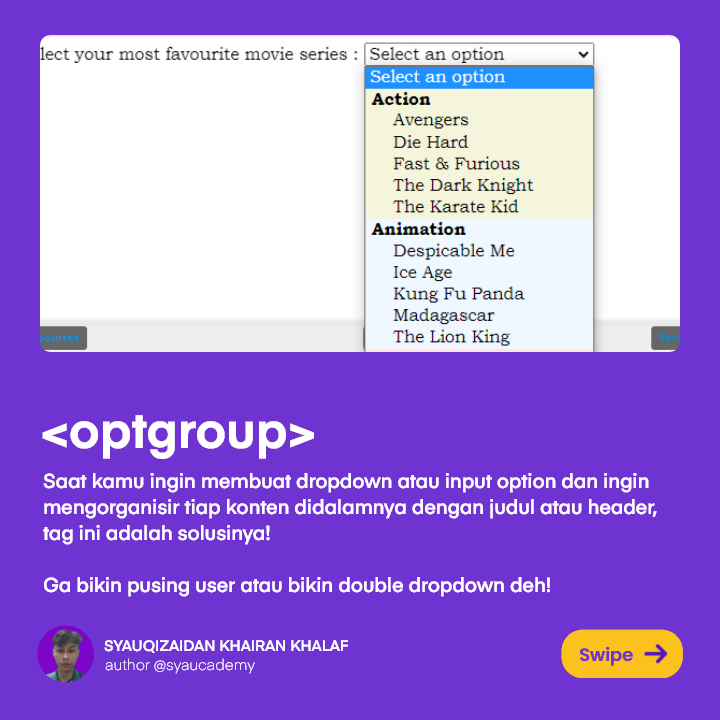 lect your most favourite movie series : Select an option
Select an option
Action
Avengers
Die Hard
Fast & Furious
The Dark Knight
The Karate Kid
Animation
Despicable Me
Ice Age
Kung Fu Panda
Madagascar
The Lion King
sources
<optgroup>
Saat kamu ingin membuat dropdown atau input option dan ingin
mengorganisir tiap konten didalamnya dengan judul atau header,
tag ini adalah solusinya!
Ga bikin pusing user atau bikin double dropdown deh!
SYAUQIZAIDAN KHAIRAN KHALAF
author @syaucademy
Swipe